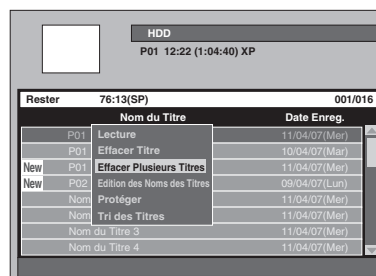 HDD
P01 12:22 (1:04:40) XP
Rester 76:13(SP) 001/016
Nom du Titre Date Enreg.
P01 Lecture 11/04/07(Mer)
P01 Effacer Titre 10/04/07(Mar)
New P01 Effacer Plusieurs Titres 11/04/07(Mer)
New P02 Edition des Noms des Titres 09/04/07(Lun)
Nom Protéger 11/04/07(Mer)
Nom Tri des Titres 11/04/07(Mer)
Nom du Titre 3 11/04/07(Mer)
Nom du Titre 4 11/04/07(Mer)